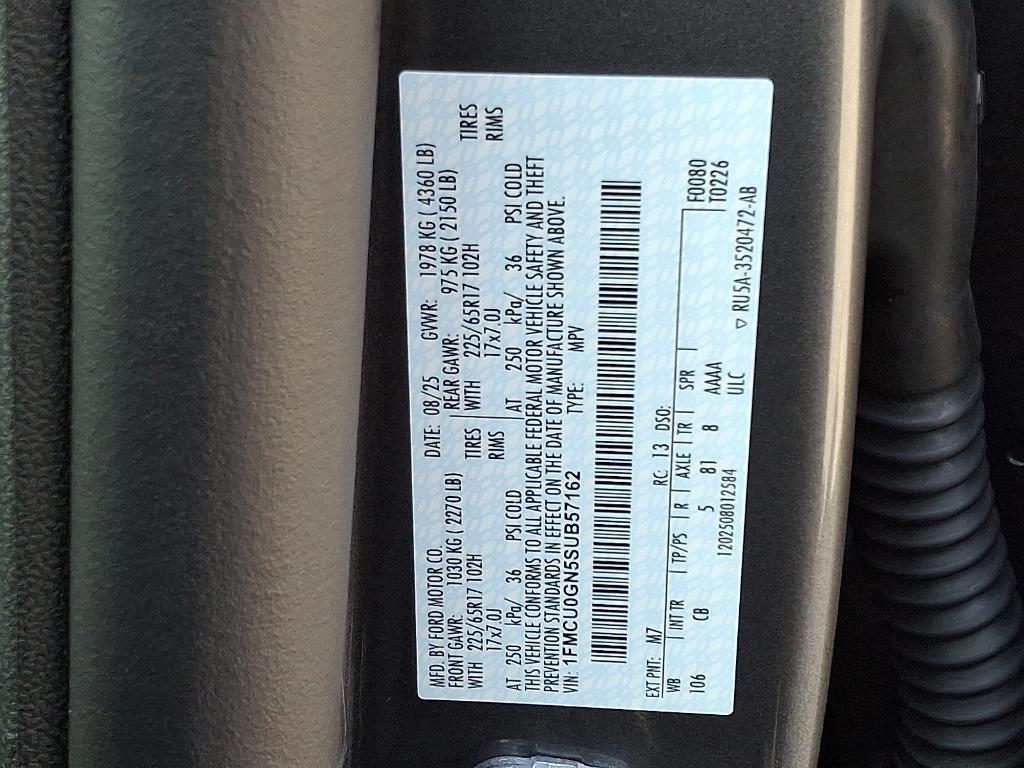 MFD. BY FORD MOTOR CO. DATE: 08/25 GVWR: 1978 KG ( 4360 LB)
FRONT GAWR: 1030 KG ( 2270 LB) REAR GAWR: 975 KG ( 2150 LB)
WITH 225/65R17 102H TIRES WITH 225/65R17 102H TIRES
17x7.0J RIMS 17x7.0J RIMS
AT 250 kPa/ 36 PSI COLD AT 250 kPa/ 36 PSI COLD
THIS VEHICLE CONFORMS TO ALL APPLICABLE FEDERAL MOTOR VEHICLE SAFETY AND THEFT
PREVENTION STANDARDS IN EFFECT ON THE DATE OF MANUFACTURE SHOWN ABOVE.
VIN: 1FMCU0GN5SUB57162 TYPE: MPV
EXT PNT: M7 RC: 13 DSO:
WB INT TR TP/PS R AXLE TR SPR F0080
106 CB 5 81 8 AAAA T0226
ULC
1202508012584 ▽ RU5A-3520472-AB